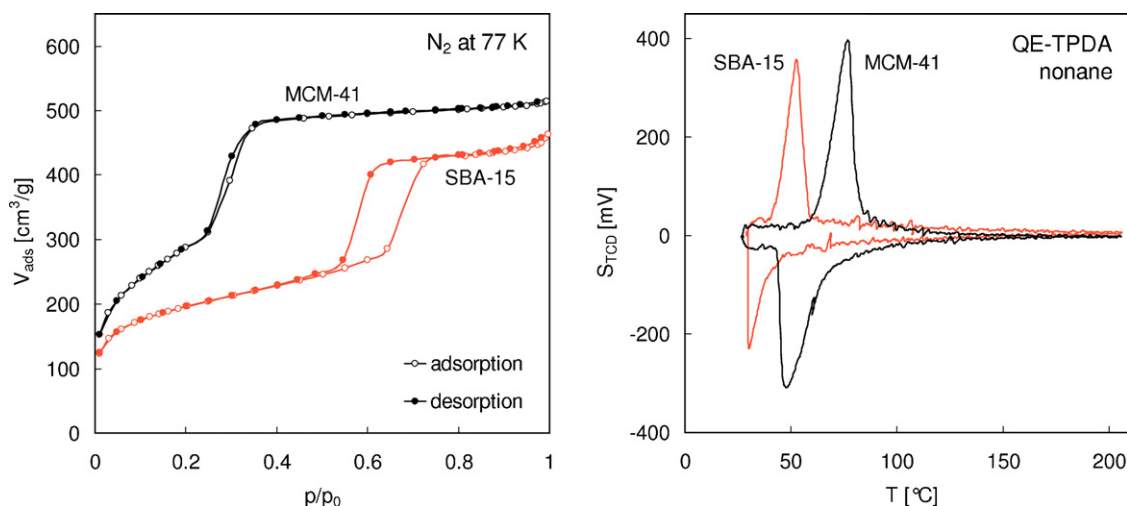 600
500
400
300
200
100
0
V_ads [cm³/g]
N₂ at 77 K
MCM-41
SBA-15
adsorption
desorption
0
0.2
0.4
0.6
0.8
1
p/p₀
400
200
0
-200
-400
S_TCD [mV]
QE-TPDA
nonane
SBA-15
MCM-41
0
50
100
150
200
T [°C]